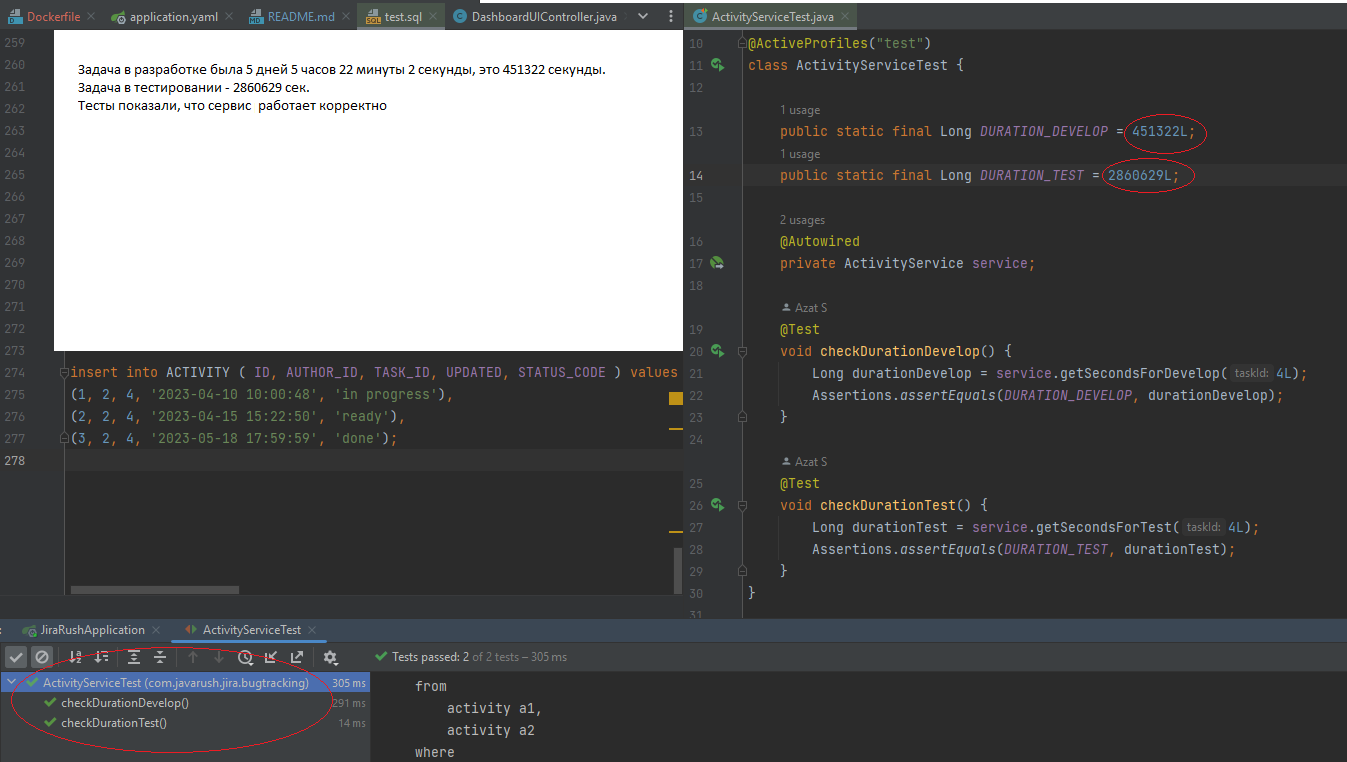 Dockerfile application.yaml README.md test.sql DashboardUIController.java ActivityServiceTest.java
259
260
261
262
263
264
265
266
267
268
269
270
271
272
273
Задача в разработке была 5 дней 5 часов 22 минуты 2 секунды, это 451322 секунды.
Задача в тестировании - 2860629 сек.
Тесты показали, что сервис  работает корректно
274 insert into ACTIVITY ( ID, AUTHOR_ID, TASK_ID, UPDATED, STATUS_CODE ) values
275 (1, 2, 4, '2023-04-10 10:00:48', 'in progress'),
276 (2, 2, 4, '2023-04-15 15:22:50', 'ready'),
277 (3, 2, 4, '2023-05-18 17:59:59', 'done');
278
10 @ActiveProfiles("test")
11 class ActivityServiceTest {
12
1 usage
13 public static final Long DURATION_DEVELOP = 451322L;
1 usage
14 public static final Long DURATION_TEST = 2860629L;
15
2 usages
16 @Autowired
17 private ActivityService service;
18
Azat S
19 @Test
20 void checkDurationDevelop() {
21 Long durationDevelop = service.getSecondsForDevelop( taskId: 4L);
22 Assertions.assertEquals(DURATION_DEVELOP, durationDevelop);
23 }
24
Azat S
25 @Test
26 void checkDurationTest() {
27 Long durationTest = service.getSecondsForTest( taskId: 4L);
28 Assertions.assertEquals(DURATION_TEST, durationTest);
29 }
30 }
31
: JiraRushApplication ActivityServiceTest
Tests passed: 2 of 2 tests – 305 ms
ActivityServiceTest (com.javarush.jira.bugtracking) 305 ms
checkDurationDevelop() 291 ms
checkDurationTest() 14 ms
from
activity a1,
activity a2
where